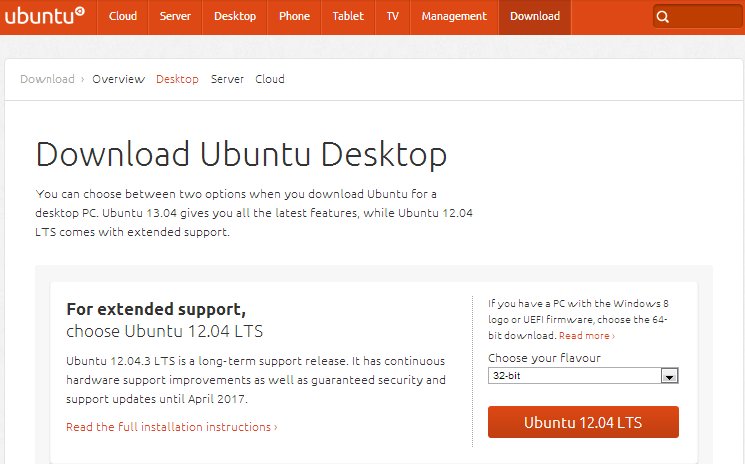 ubuntu
Cloud Server Desktop Phone Tablet TV Management Download
Download › Overview Desktop Server Cloud
Download Ubuntu Desktop
You can choose between two options when you download Ubuntu for a
desktop PC. Ubuntu 13.04 gives you all the latest features, while Ubuntu 12.04
LTS comes with extended support.
For extended support,
choose Ubuntu 12.04 LTS
Ubuntu 12.04.3 LTS is a long-term support release. It has continuous
hardware support improvements as well as guaranteed security and
support updates until April 2017.
Read the full installation instructions ›
If you have a PC with the Windows 8
logo or UEFI firmware, choose the 64-
bit download. Read more ›
Choose your flavour
32-bit
Ubuntu 12.04 LTS